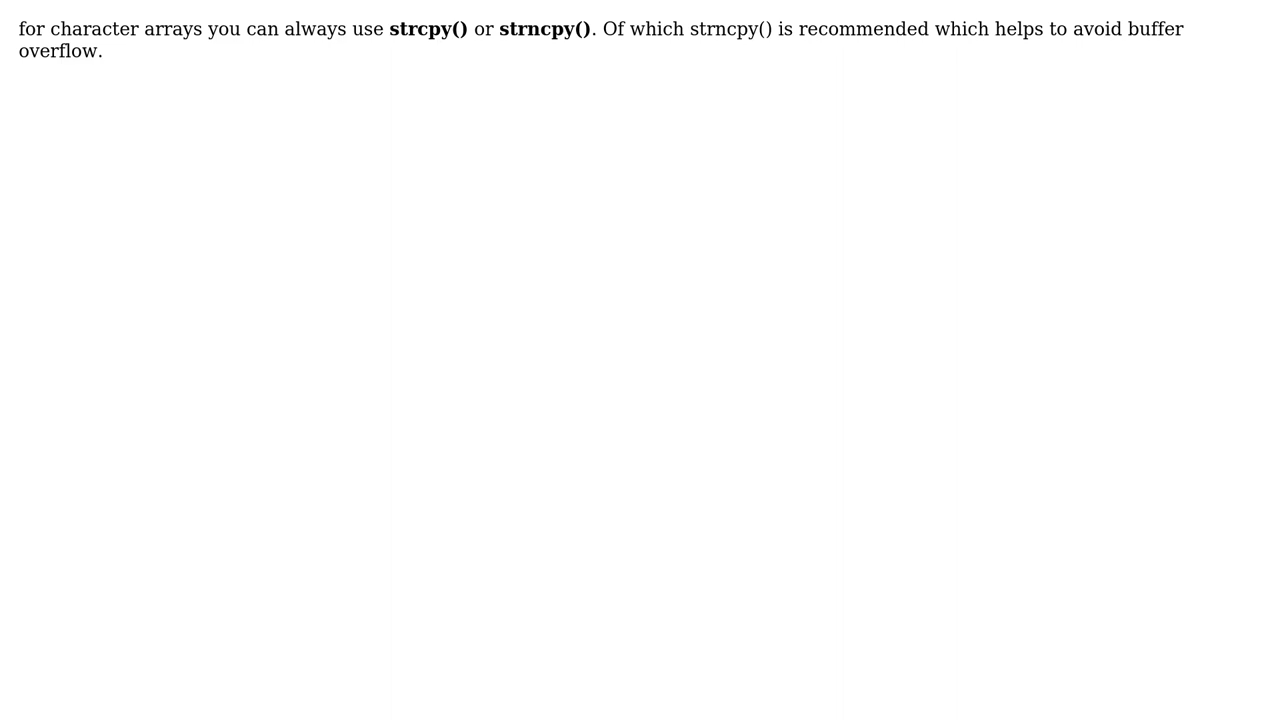 for character arrays you can always use strcpy() or strncpy(). Of which strncpy() is recommended which helps to avoid buffer
overflow.